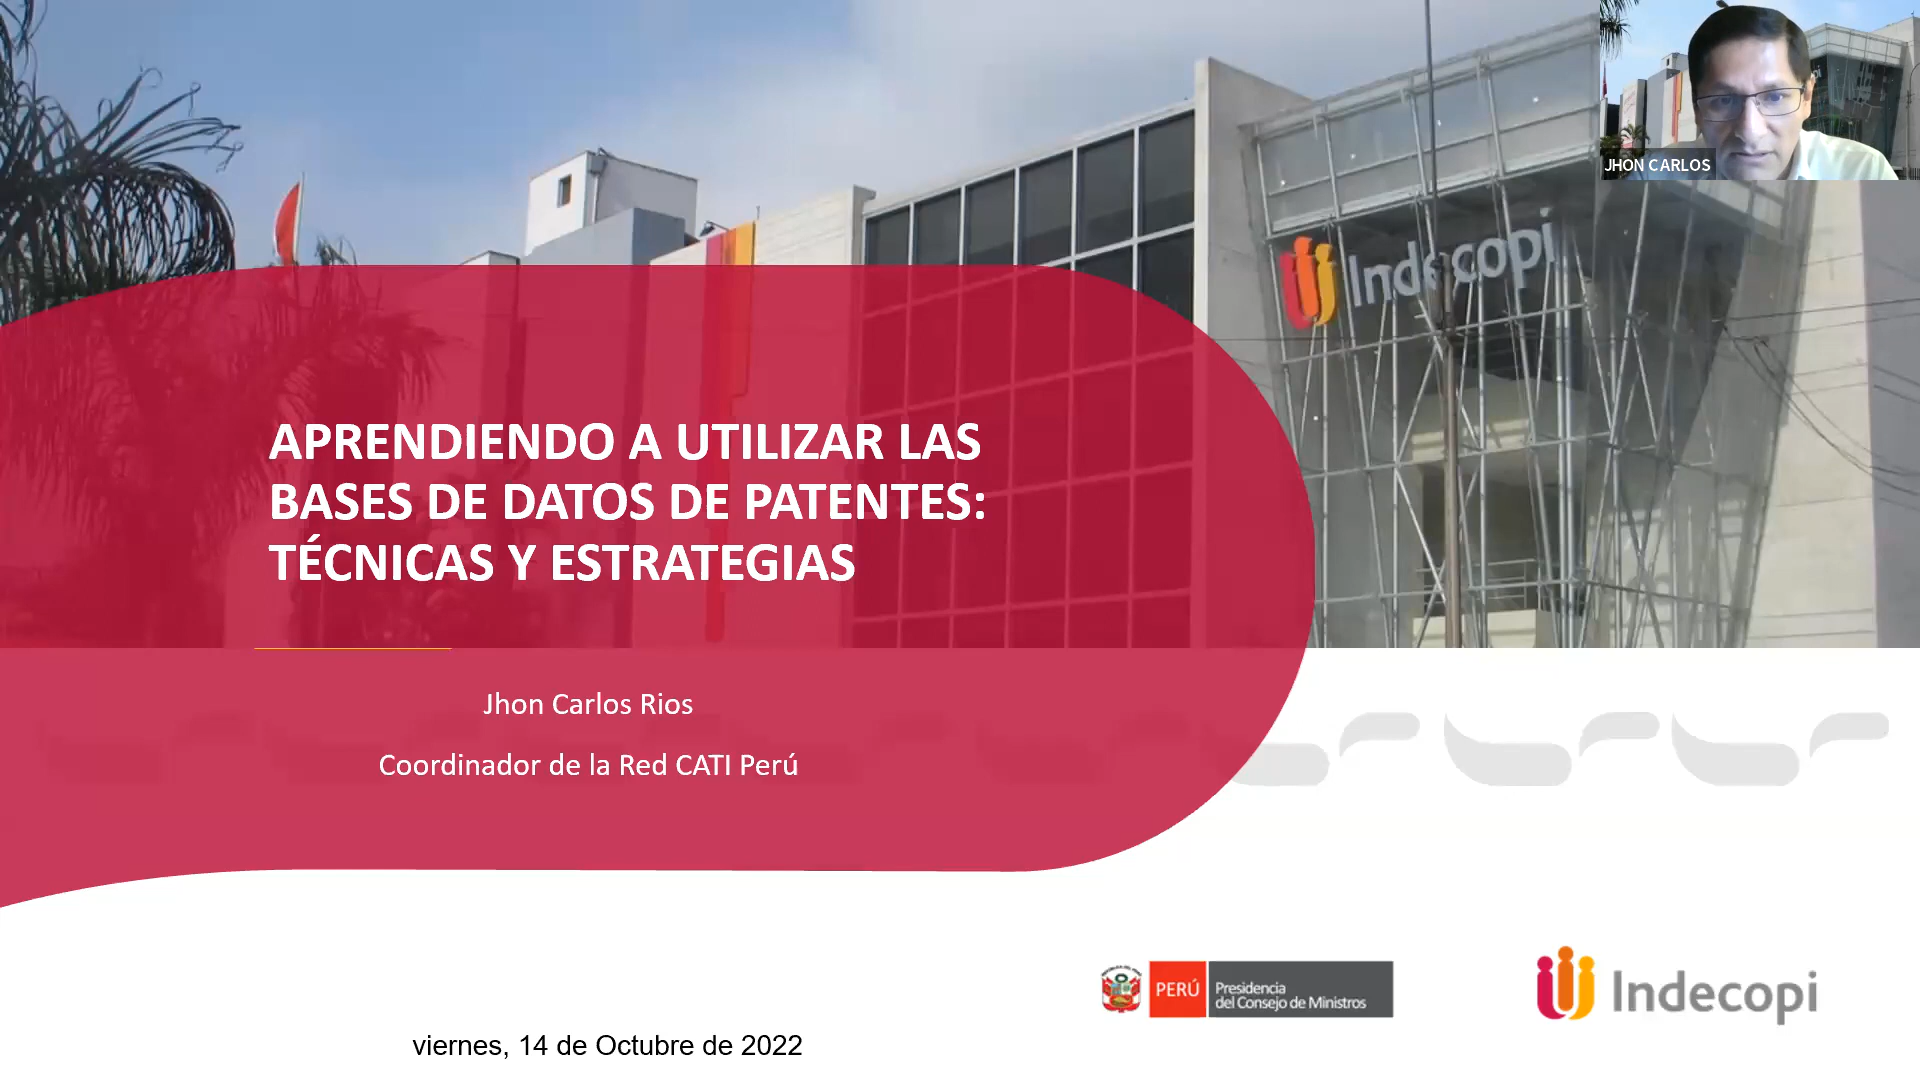 JHON CARLOS
Indecopi
APRENDIENDO A UTILIZAR LAS
BASES DE DATOS DE PATENTES:
TÉCNICAS Y ESTRATEGIAS
Jhon Carlos Rios
Coordinador de la Red CATI Perú
PERÚ
Presidencia
del Consejo de Ministros
Indecopi
viernes, 14 de Octubre de 2022